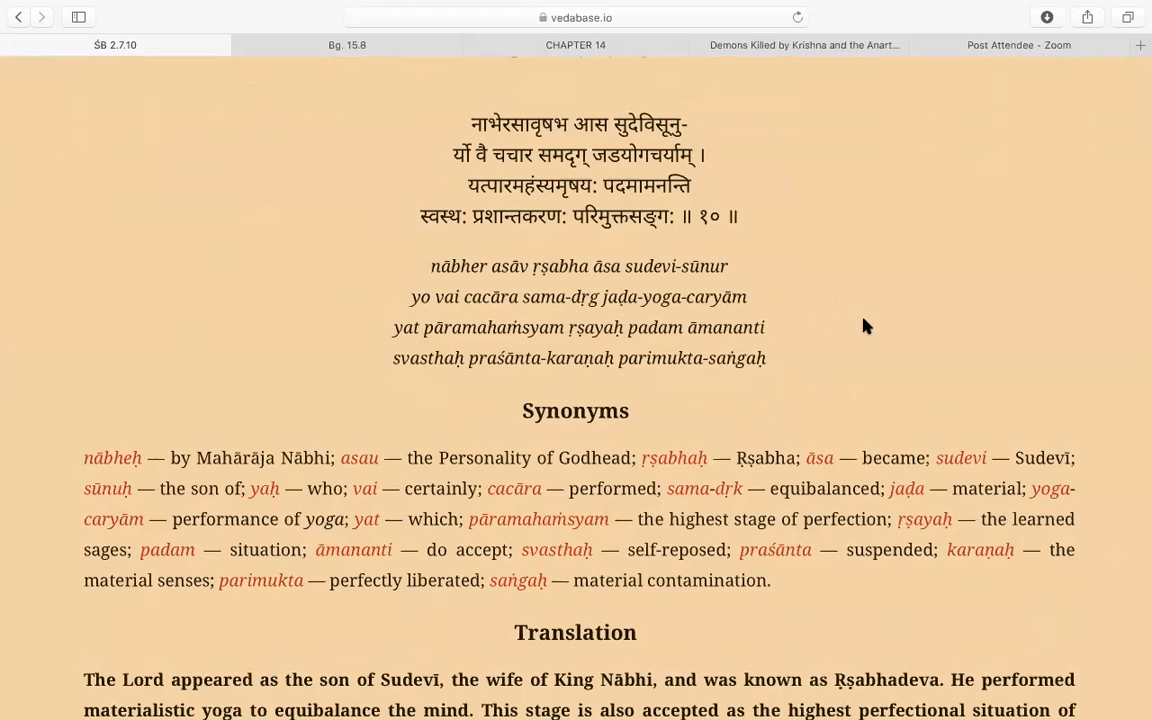 vedabase.io
ŚB 2.7.10
Bg. 15.8
CHAPTER 14
Demons Killed by Krishna and the Anart...
Post Attendee - Zoom
नाभेरसावृषभ आस सुदेविसूनु-
र्यो वै चचार समदृग् जडयोगचर्याम् ।
यत्पारमहंस्यमृषय: पदमामनन्ति
स्वस्थ: प्रशान्तकरण: परिमुक्तसङ्ग: ॥ १० ॥
nābher asāv ṛṣabha āsa sudevi-sūnur
yo vai cacāra sama-dṛg jaḍa-yoga-caryām
yat pāramahaṁsyam ṛṣayaḥ padam āmananti
svasthaḥ praśānta-karaṇaḥ parimukta-saṅgaḥ
Synonyms
nābheḥ — by Mahārāja Nābhi; asau — the Personality of Godhead; ṛṣabhaḥ — Ṛṣabha; āsa — became; sudevi — Sudevī;
sūnuḥ — the son of; yaḥ — who; vai — certainly; cacāra — performed; sama-dṛk — equibalanced; jaḍa — material; yoga-
caryām — performance of yoga; yat — which; pāramahaṁsyam — the highest stage of perfection; ṛṣayaḥ — the learned
sages; padam — situation; āmananti — do accept; svasthaḥ — self-reposed; praśānta — suspended; karaṇaḥ — the
material senses; parimukta — perfectly liberated; saṅgaḥ — material contamination.
Translation
The Lord appeared as the son of Sudevī, the wife of King Nābhi, and was known as Ṛṣabhadeva. He performed
materialistic yoga to equibalance the mind. This stage is also accepted as the highest perfectional situation of